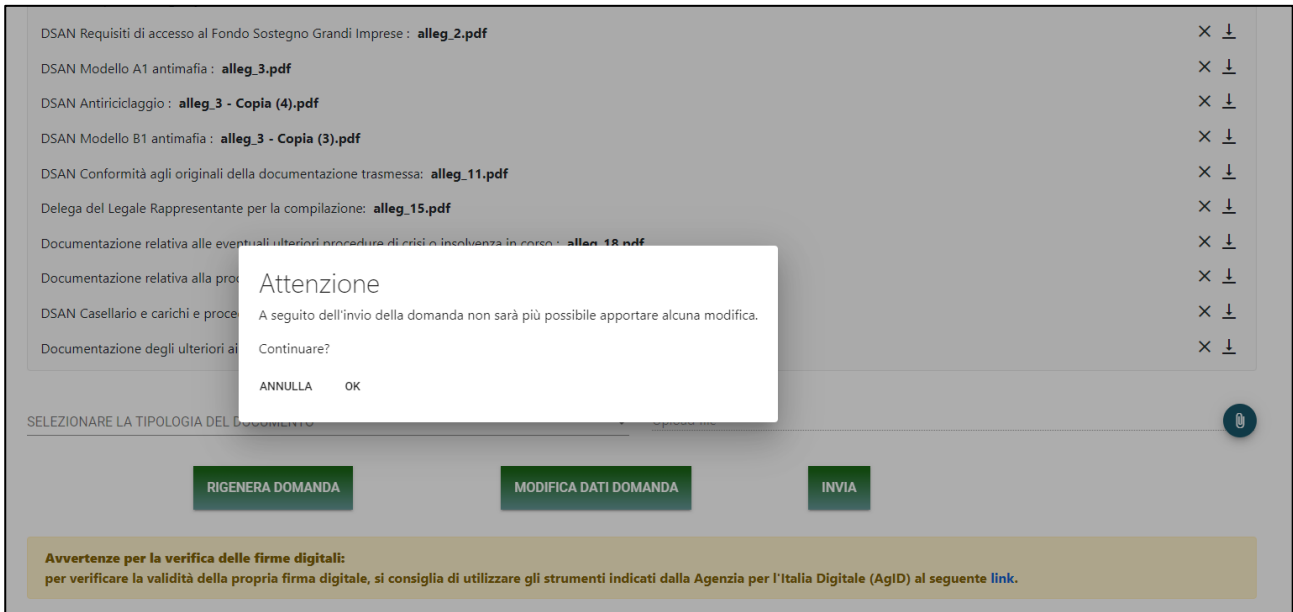 DSAN Requisiti di accesso al Fondo Sostegno Grandi Imprese : alleg_2.pdf
DSAN Modello A1 antimafia : alleg_3.pdf
DSAN Antiriciclaggio : alleg_3 - Copia (4).pdf
DSAN Modello B1 antimafia : alleg_3 - Copia (3).pdf
DSAN Conformità agli originali della documentazione trasmessa: alleg_11.pdf
Delega del Legale Rappresentante per la compilazione: alleg_15.pdf
Documentazione relativa alle eventuali ulteriori procedure di crisi o insolvenza in corso : alleg_18.pdf
Documentazione relativa alla proc
DSAN Casellario e carichi e proce
Documentazione degli ulteriori ai
Attenzione
A seguito dell'invio della domanda non sarà più possibile apportare alcuna modifica.
Continuare?
ANNULLA OK
SELEZIONARE LA TIPOLOGIA DEL DOCUMENTO Upload file
RIGENERA DOMANDA MODIFICA DATI DOMANDA INVIA
Avvertenze per la verifica delle firme digitali:
per verificare la validità della propria firma digitale, si consiglia di utilizzare gli strumenti indicati dalla Agenzia per l'Italia Digitale (AgID) al seguente link.